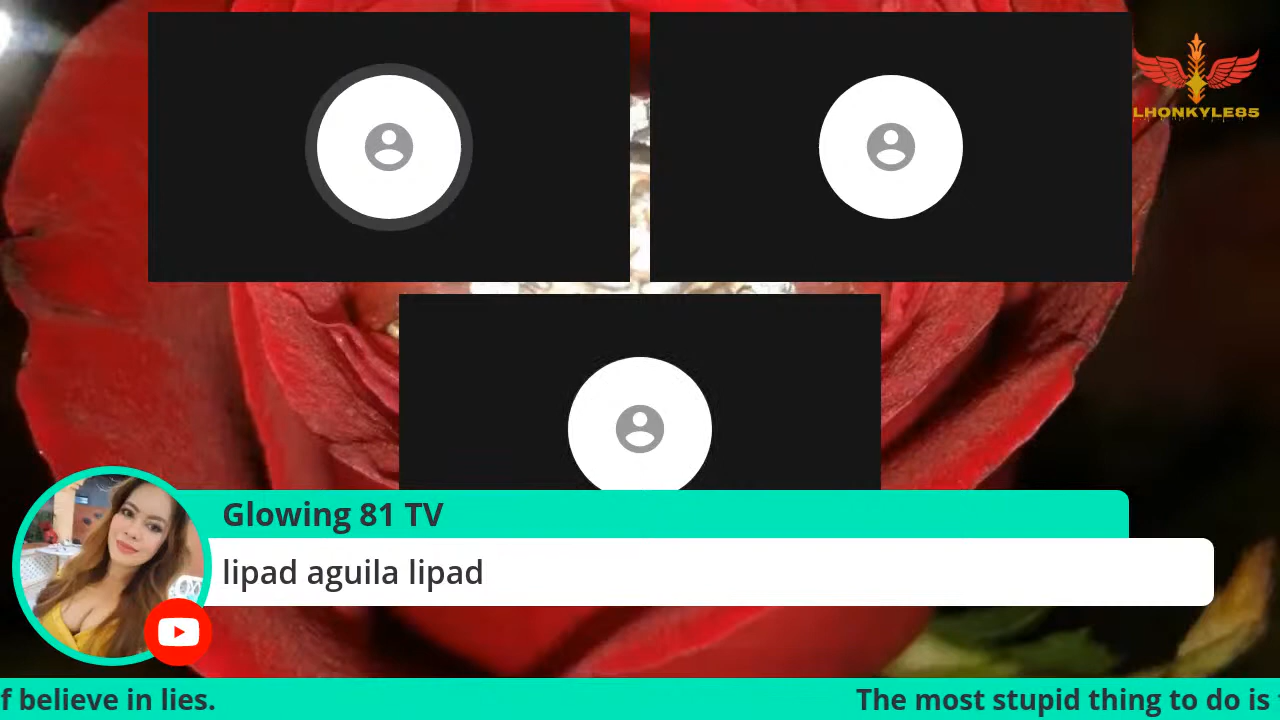 LHONKYLE85
Glowing 81 TV
lipad aguila lipad
f believe in lies.
The most stupid thing to do is